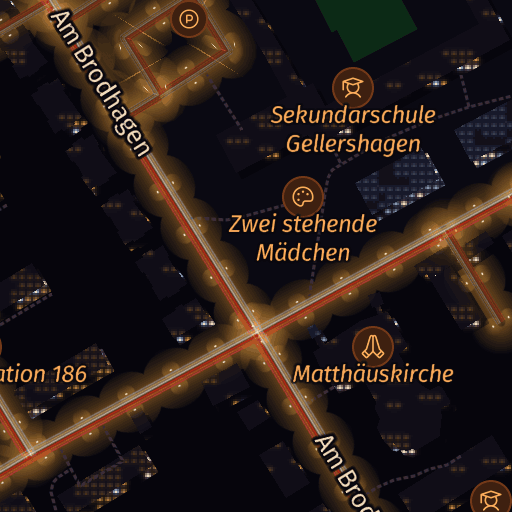 P
Am Brodhagen
Sekundarschule
Gellershagen
Zwei stehende
Mädchen
ation 186
Matthäuskirche
Am Brod